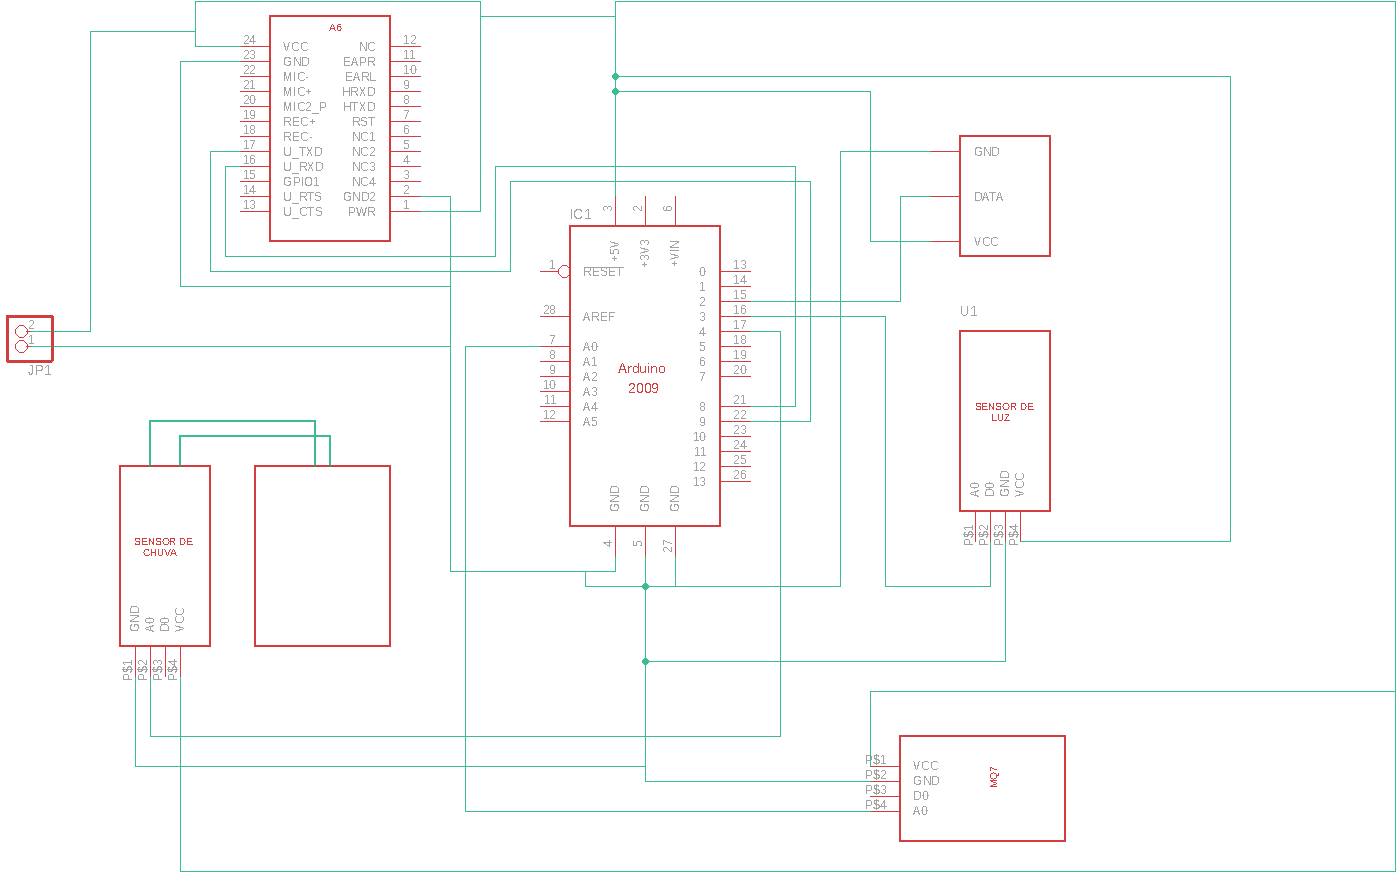 A6
24 VCC NC 12
23 GND EAPR 11
22 MIC- EARL 10
21 MIC+ HRXD 9
20 MIC2_P HTXD 8
19 REC+ RST 7
18 REC- NC1 6
17 U_TXD NC2 5
16 U_RXD NC3 4
15 GPIO1 NC4 3
14 U_RTS GND2 2
13 U_CTS PWR 1
2
1
JP1
IC1
3 2 6
+5V +3V3 +VIN
1 RESET
28 AREF
7 A0
8 A1
9 A2
10 A3
11 A4
12 A5
Arduino
2009
0 13
1 14
2 15
3 16
4 17
5 18
6 19
7 20
8 21
9 22
10 23
11 24
12 25
13 26
GND GND GND
4 5 27
GND
DATA
VCC
U1
SENSOR DE
LUZ
A0 D0 GND VCC
P$1 P$2 P$3 P$4
SENSOR DE
CHUVA
GND A0 D0 VCC
P$1 P$2 P$3 P$4
P$1 VCC
P$2 GND
P$3 D0
P$4 A0
MQ7